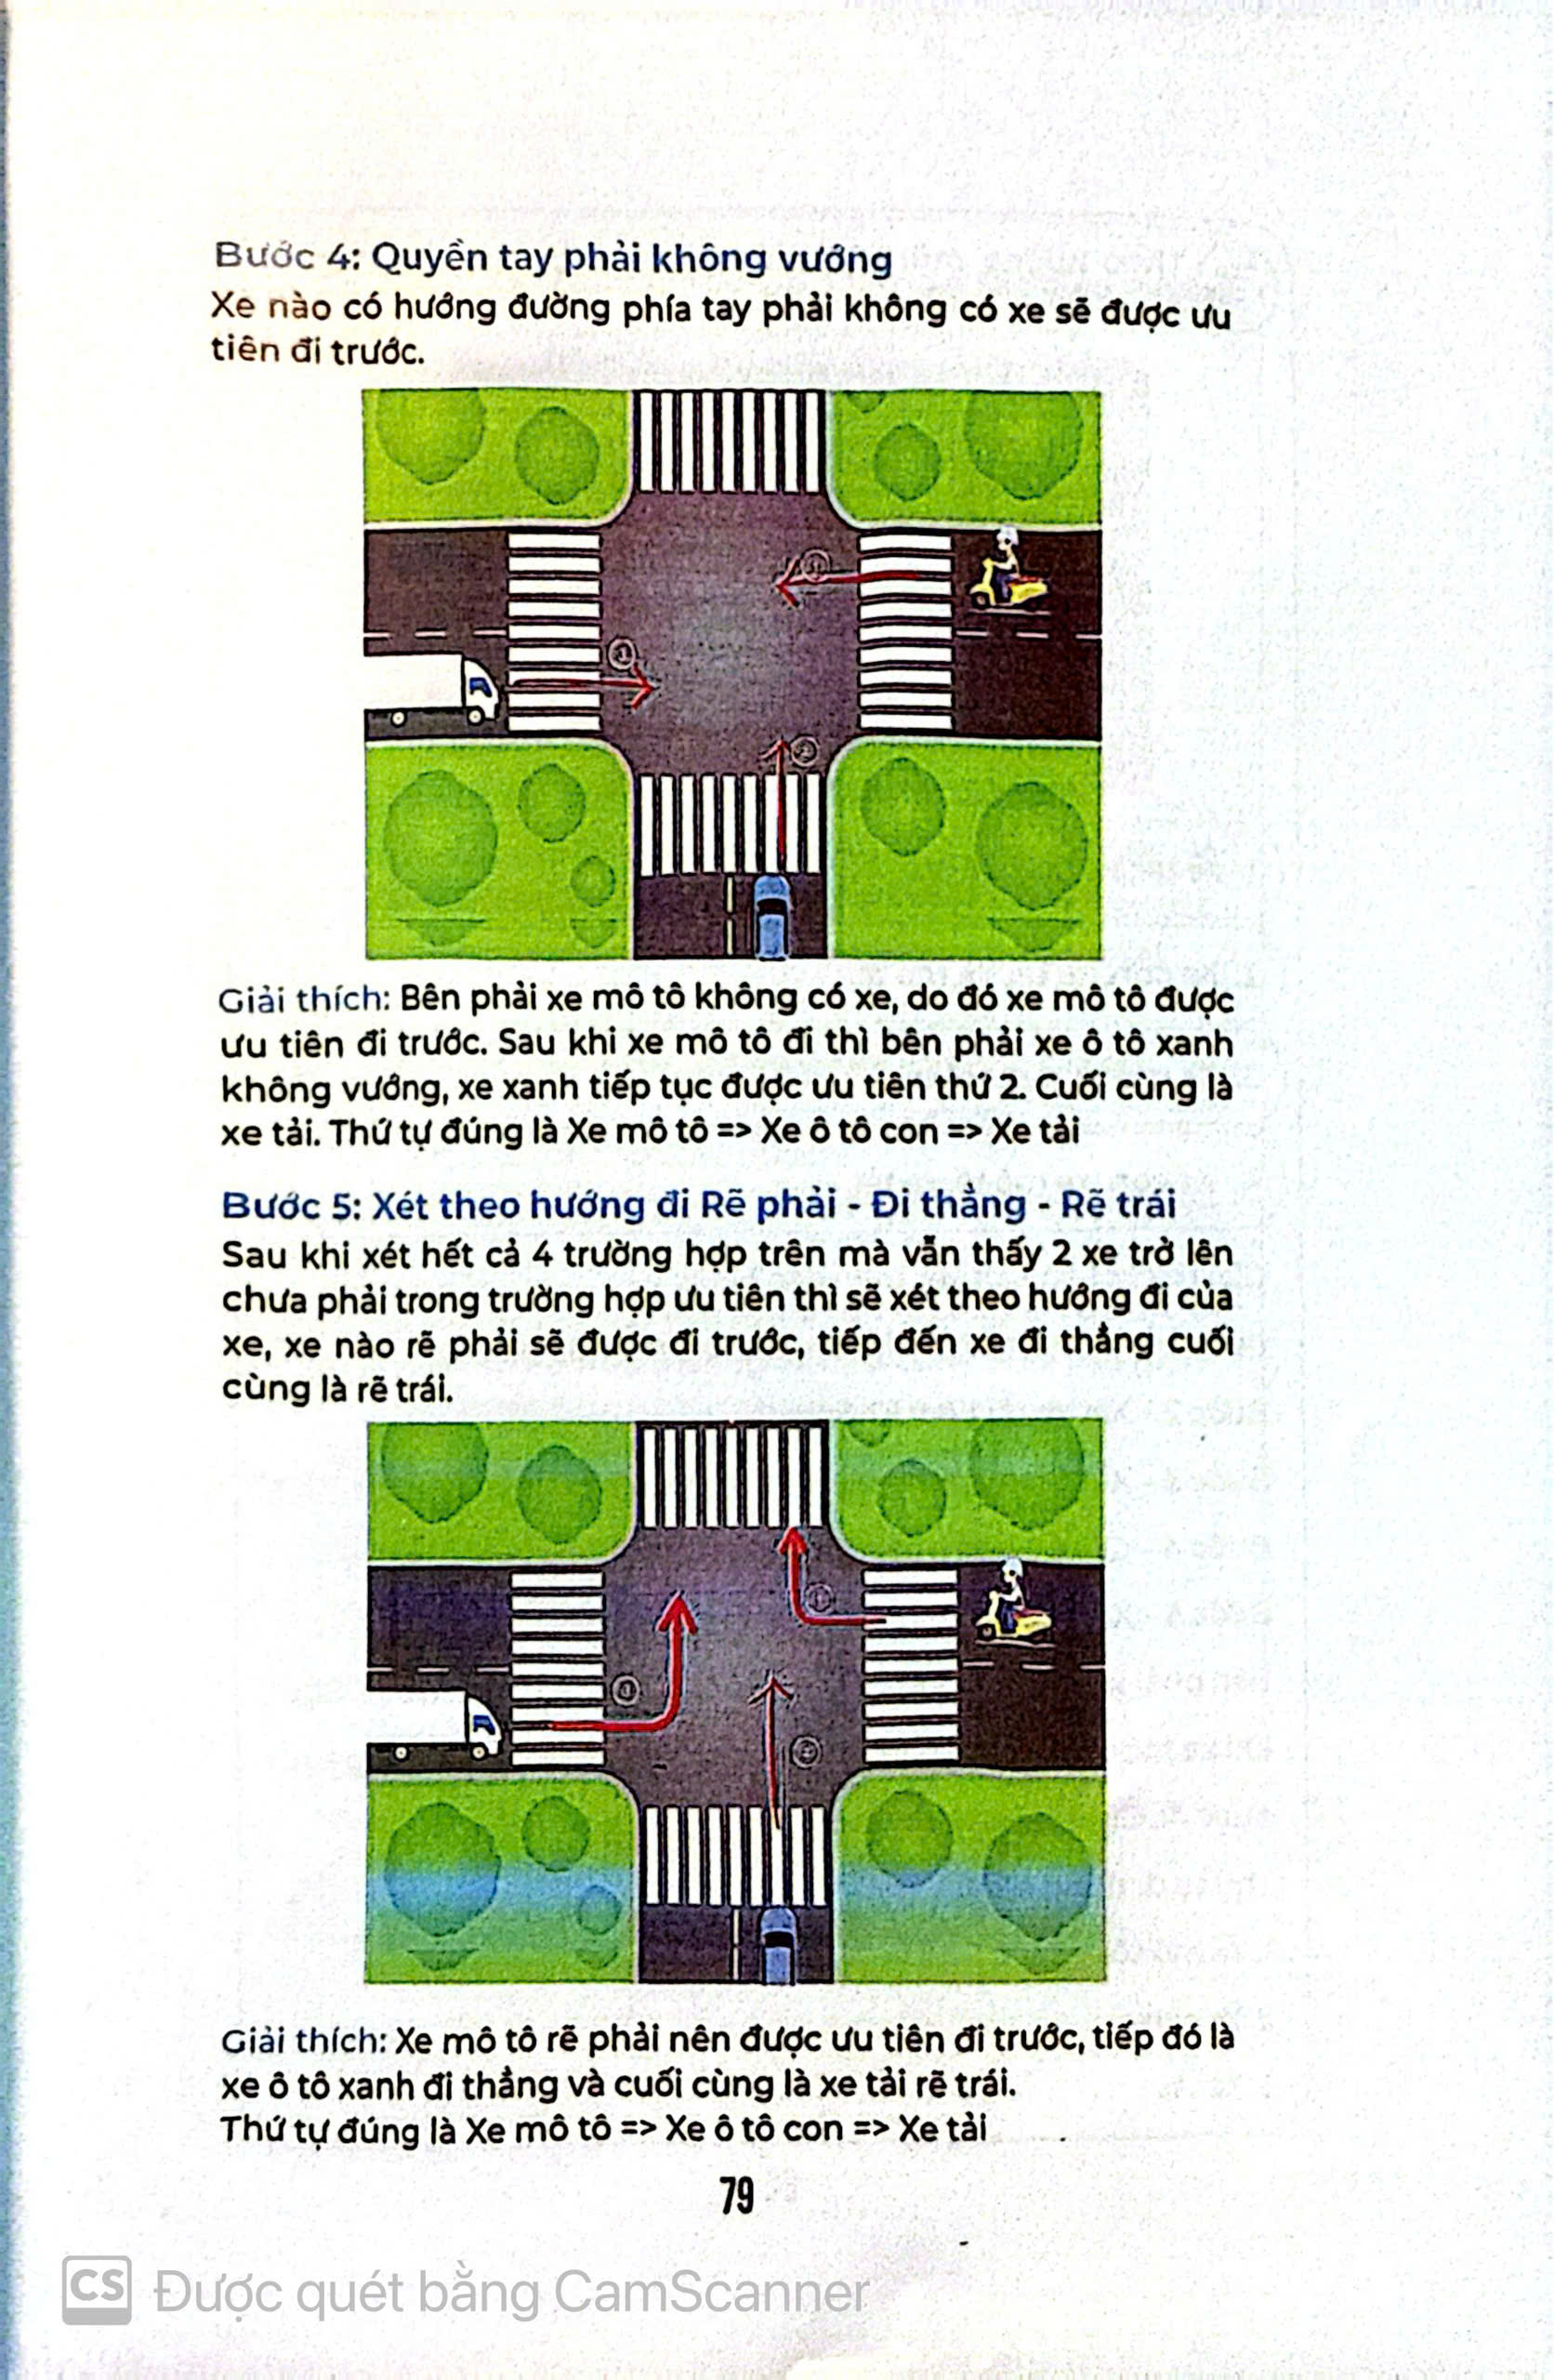 Bước 4: Quyền tay phải không vướng
Xe nào có hướng đường phía tay phải không có xe sẽ được ưu
tiên đi trước.
②
Giải thích: Bên phải xe mô tô không có xe, do đó xe mô tô được
ưu tiên đi trước. Sau khi xe mô tô đi thì bên phải xe ô tô xanh
không vướng, xe xanh tiếp tục được ưu tiên thứ 2. Cuối cùng là
xe tải. Thứ tự đúng là Xe mô tô => Xe ô tô con => Xe tải
Bước 5: Xét theo hướng đi Rẽ phải - Đi thẳng - Rẽ trái
Sau khi xét hết cả 4 trường hợp trên mà vẫn thấy 2 xe trở lên
chưa phải trong trường hợp ưu tiên thì sẽ xét theo hướng đi của
xe, xe nào rẽ phải sẽ được đi trước, tiếp đến xe đi thẳng cuối
cùng là rẽ trái.
Giải thích: Xe mô tô rẽ phải nên được ưu tiên đi trước, tiếp đó là
xe ô tô xanh đi thẳng và cuối cùng là xe tải rẽ trái.
Thứ tự đúng là Xe mô tô => Xe ô tô con => Xe tải
79
CS Được quét bằng CamScanner